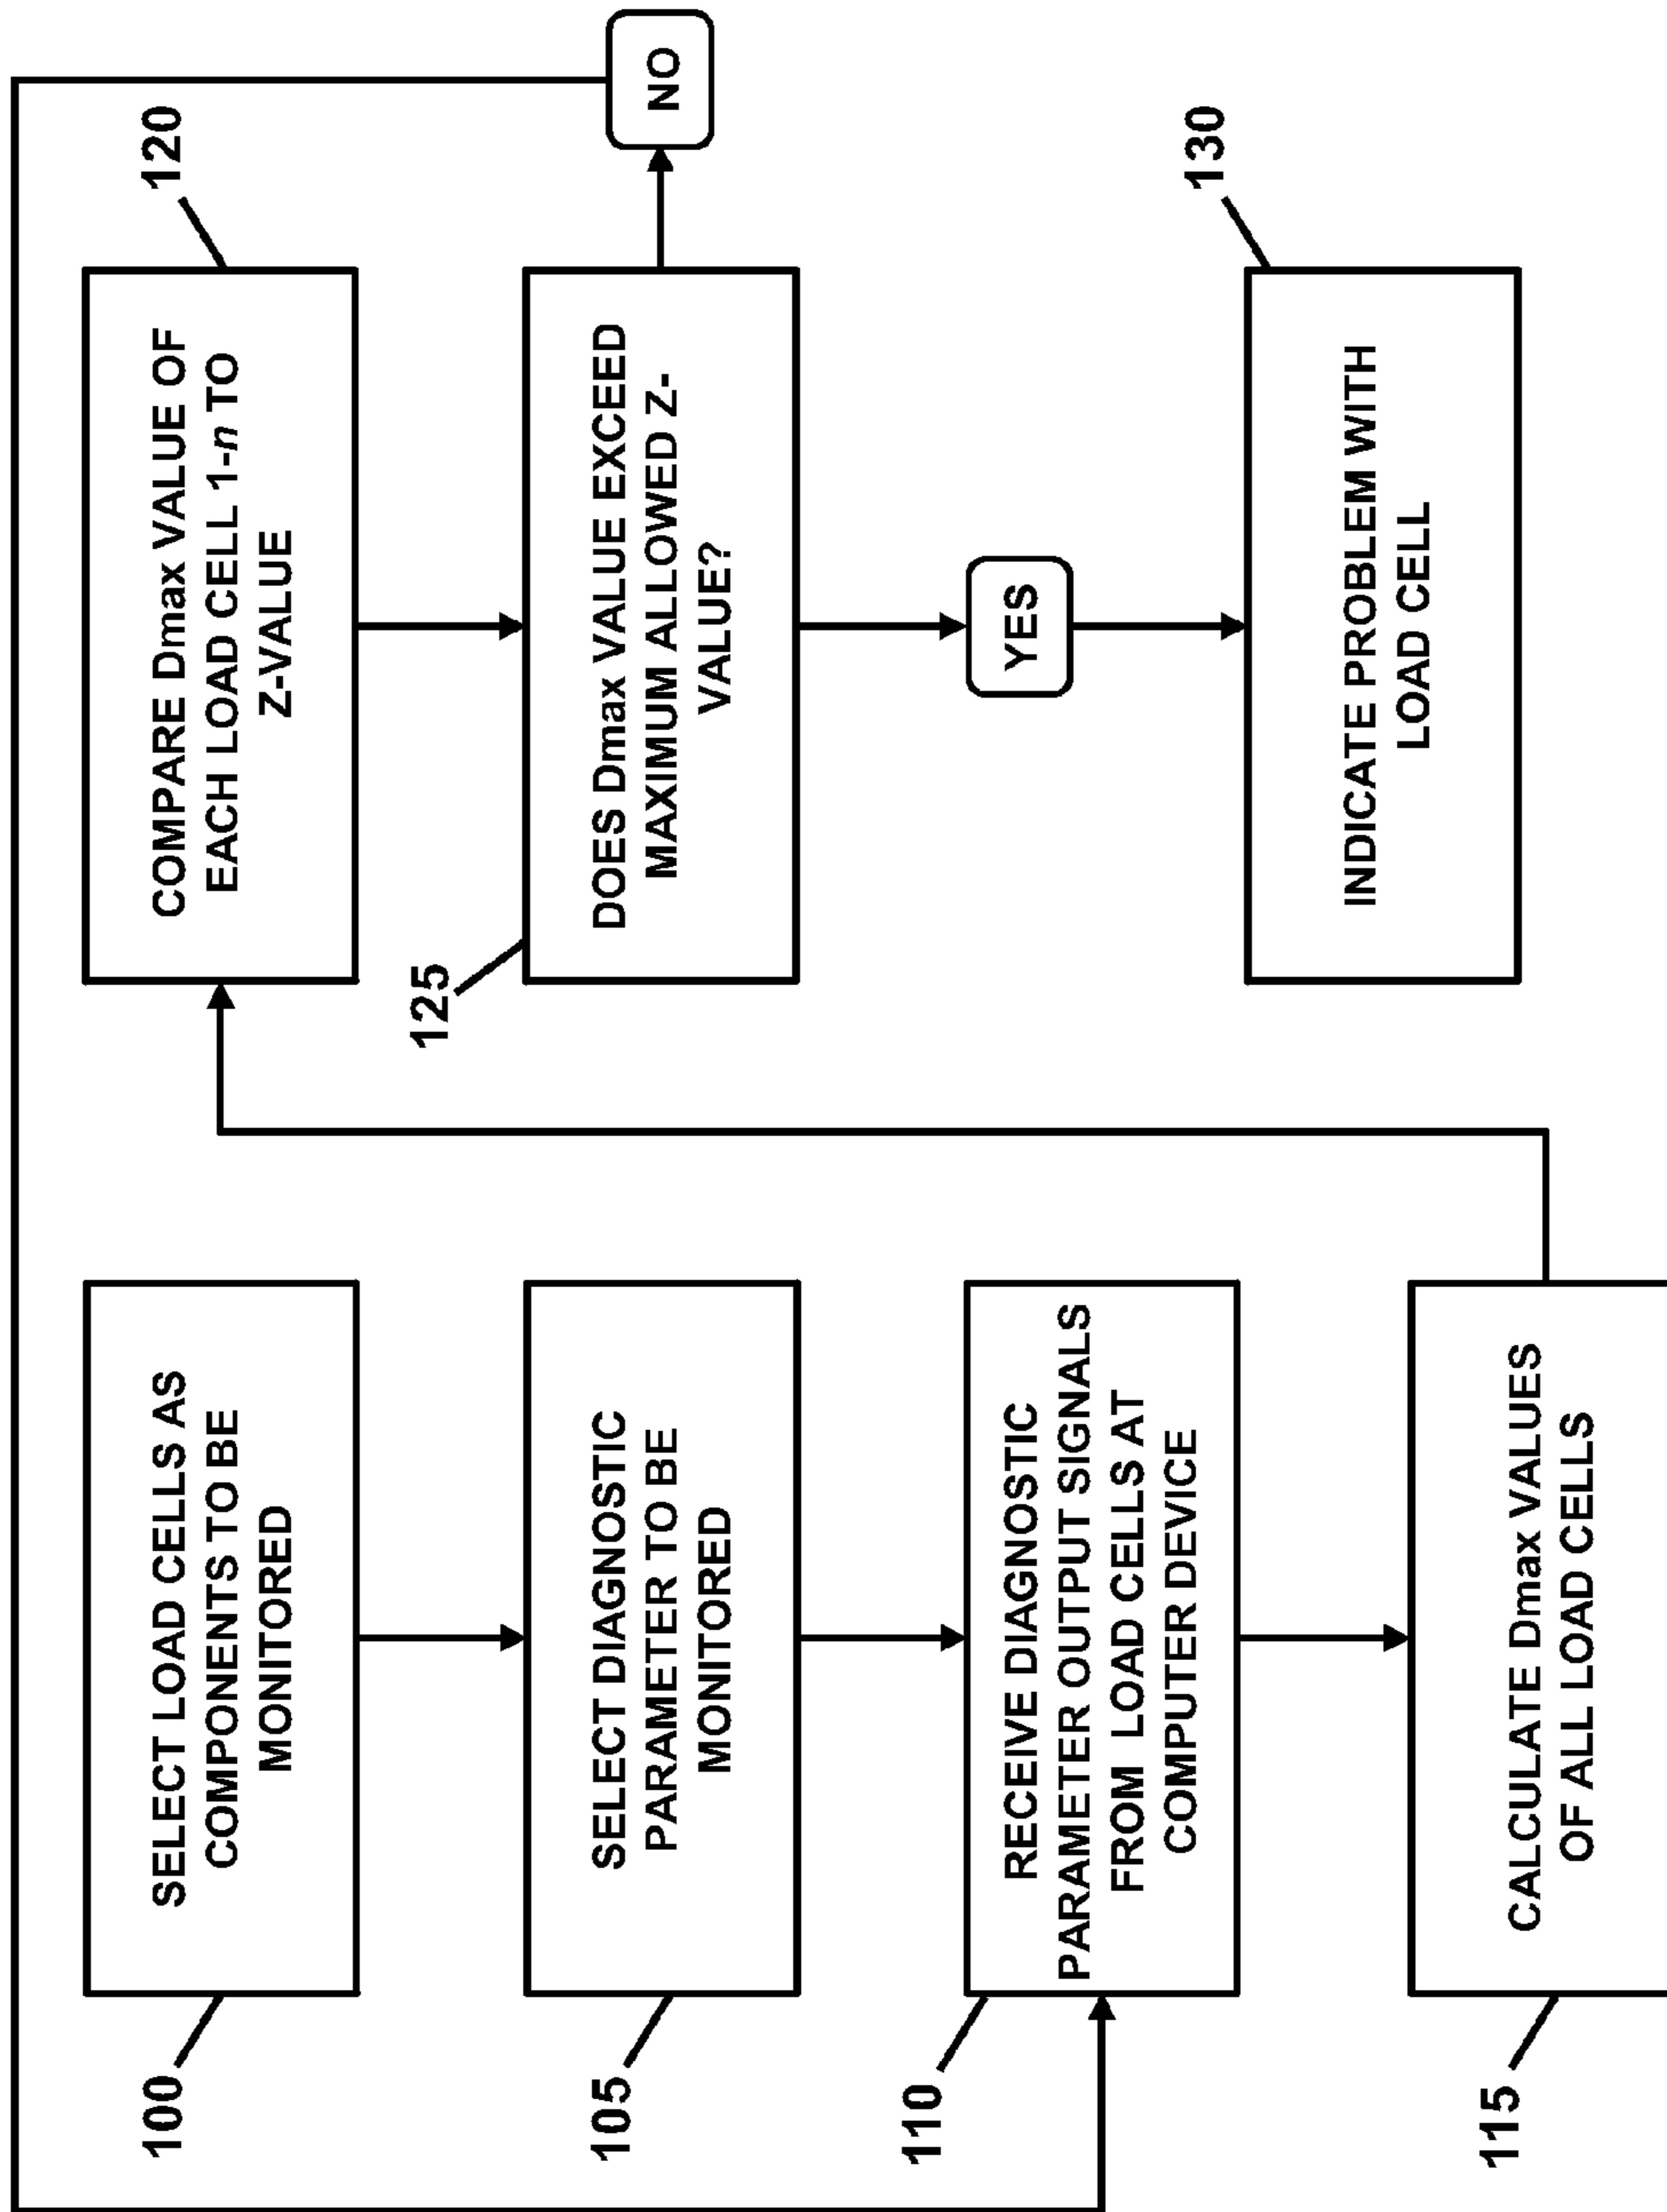 100
SELECT LOAD CELLS AS
COMPONENTS TO BE
MONITORED
105
SELECT DIAGNOSTIC
PARAMETER TO BE
MONITORED
110
RECEIVE DIAGNOSTIC
PARAMETER OUTPUT SIGNALS
FROM LOAD CELLS AT
COMPUTER DEVICE
115
CALCULATE Dmax VALUES
OF ALL LOAD CELLS
120
COMPARE Dmax VALUE OF
EACH LOAD CELL 1-n TO
Z-VALUE
125
DOES Dmax VALUE EXCEED
MAXIMUM ALLOWED Z-
VALUE?
NO
YES
130
INDICATE PROBLEM WITH
LOAD CELL